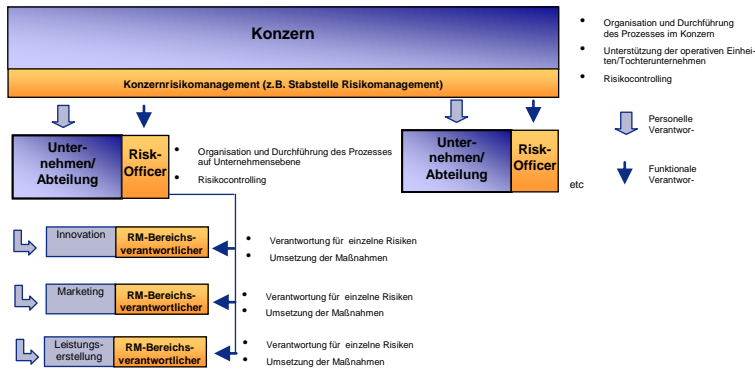 Konzern
Konzernrisikomanagement (z.B. Stabstelle Risikomanagement)
• Organisation und Durchführung
des Prozesses im Konzern
• Unterstützung der operativen Einhei-
ten/Tochterunternehmen
• Risikocontrolling
Personelle
Verantwor-
Funktionale
Verantwor-
Unter-
nehmen/
Abteilung
Risk-
Officer
• Organisation und Durchführung des Prozesses
auf Unternehmensebene
• Risikocontrolling
Unter-
nehmen/
Abteilung
Risk-
Officer
etc
Innovation
RM-Bereichs-
verantwortlicher
• Verantwortung für einzelne Risiken
• Umsetzung der Maßnahmen
Marketing
RM-Bereichs-
verantwortlicher
• Verantwortung für einzelne Risiken
• Umsetzung der Maßnahmen
Leistungs-
erstellung
RM-Bereichs-
verantwortlicher
• Verantwortung für einzelne Risiken
• Umsetzung der Maßnahmen